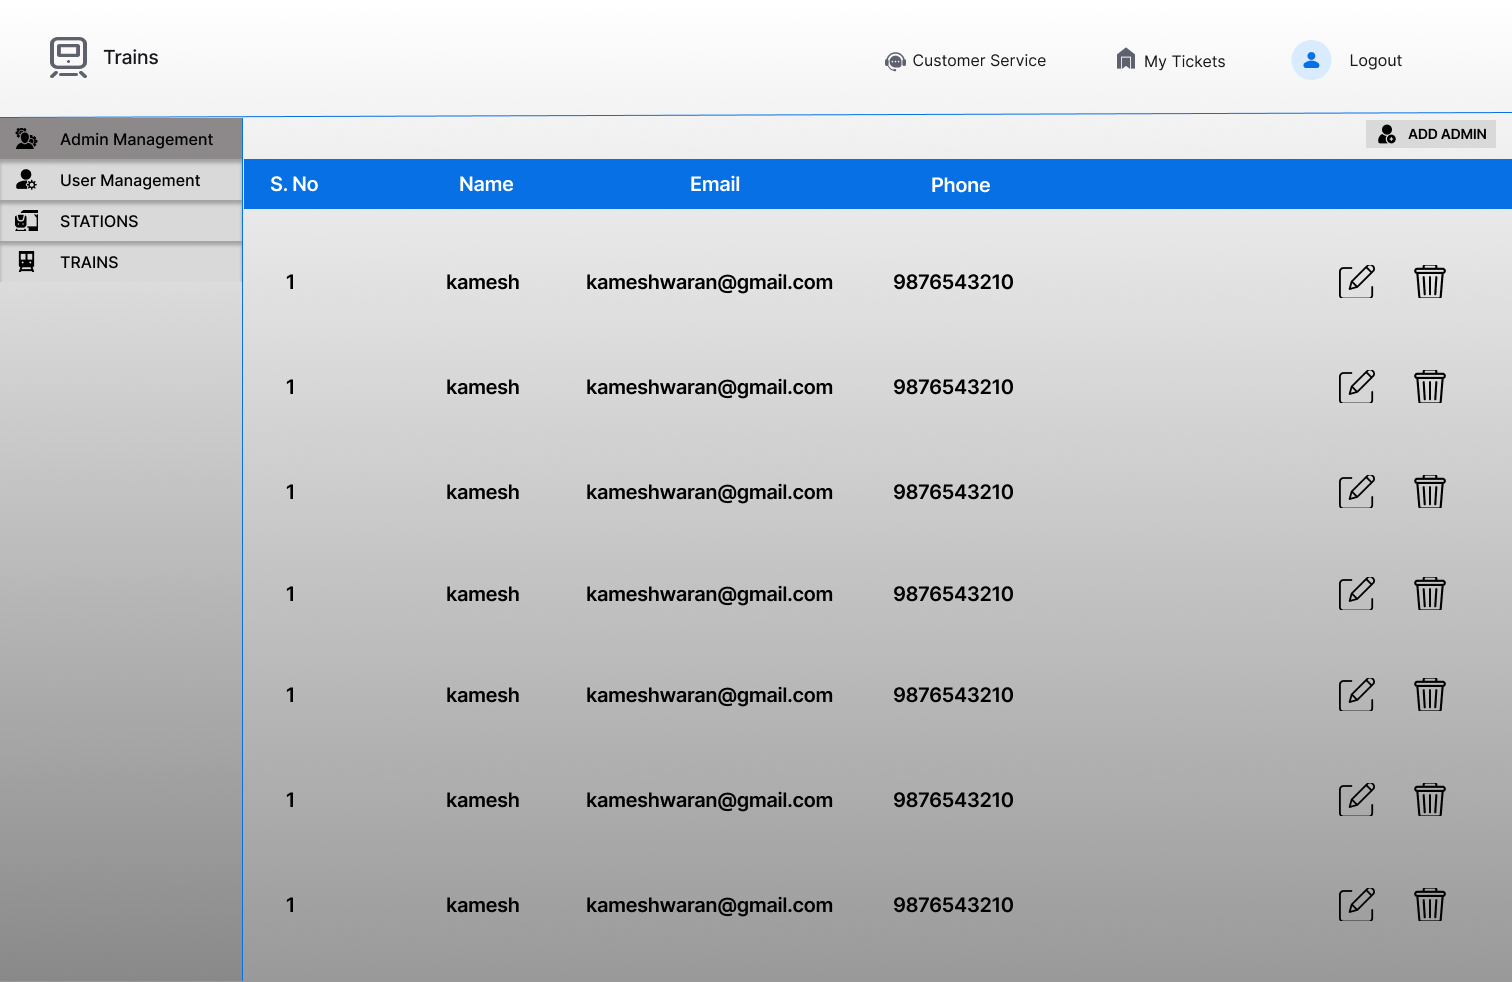 Trains
Customer Service
My Tickets
Logout
Admin Management
User Management
STATIONS
TRAINS
ADD ADMIN
S. No Name Email Phone
1 kamesh kameshwaran@gmail.com 9876543210
1 kamesh kameshwaran@gmail.com 9876543210
1 kamesh kameshwaran@gmail.com 9876543210
1 kamesh kameshwaran@gmail.com 9876543210
1 kamesh kameshwaran@gmail.com 9876543210
1 kamesh kameshwaran@gmail.com 9876543210
1 kamesh kameshwaran@gmail.com 9876543210